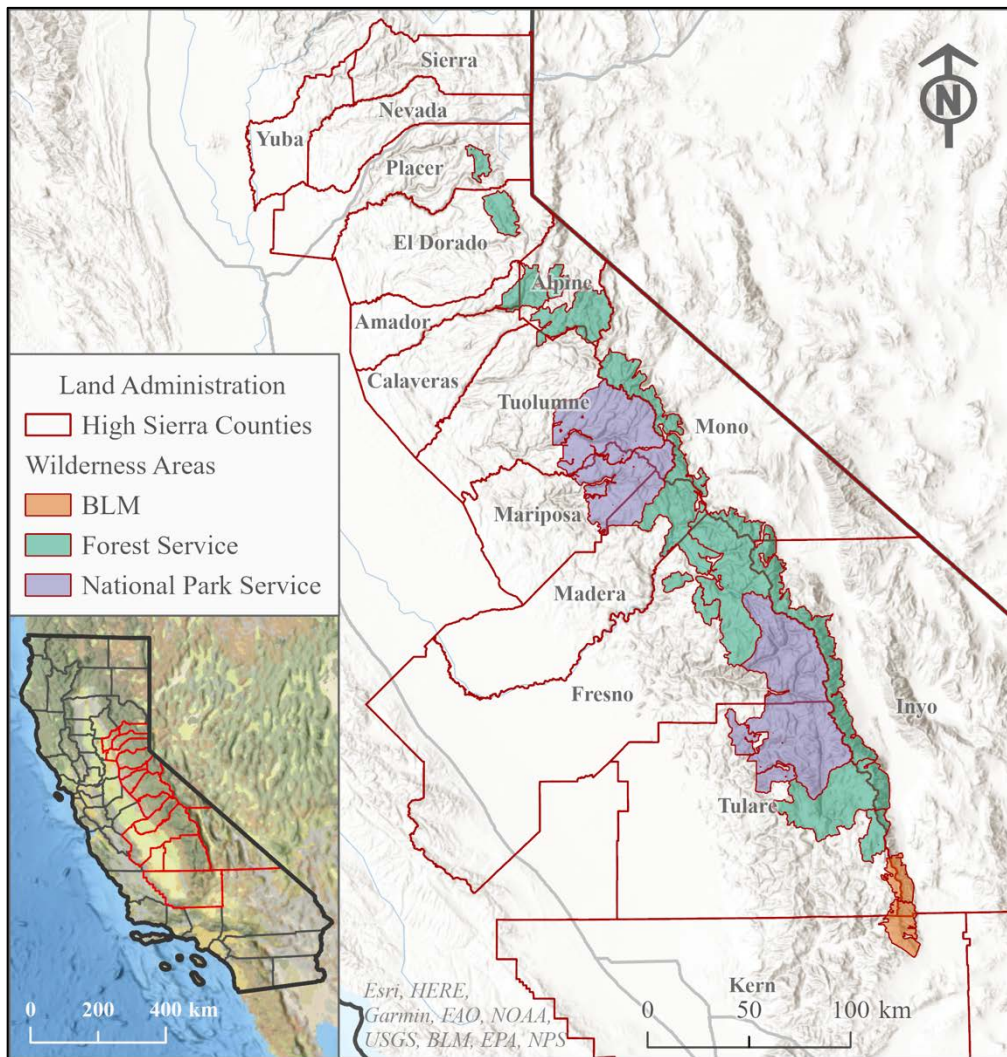 Sierra
N
Nevada
Yuba
Placer
El Dorado
Alpine
Amador
Calaveras
Tuolumne
Mono
Mariposa
Madera
Fresno
Inyo
Tulare
Kern
Land Administration
High Sierra Counties
Wilderness Areas
BLM
Forest Service
National Park Service
0 200 400 km
Esri, HERE,
Garmin, FAO, NOAA,
USGS, BLM, EPA, NPS
0 50 100 km